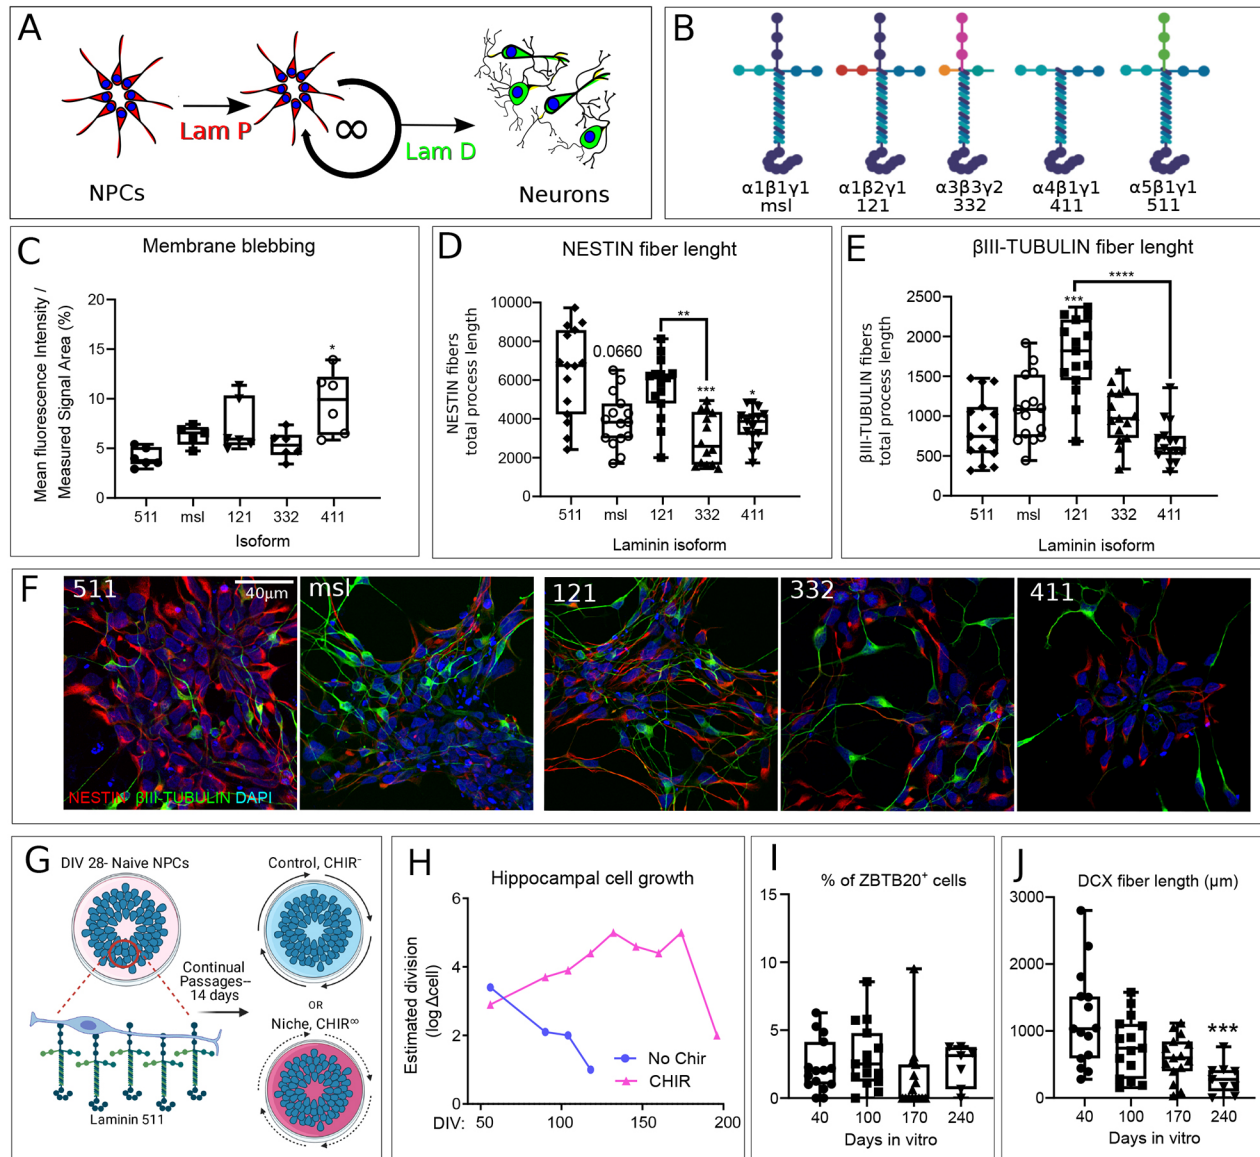 A
Lam P
∞
Lam D
NPCs
Neurons
B
α1β1γ1
msl
α1β2γ1
121
α3β3γ2
332
α4β1γ1
411
α5β1γ1
511
C
Membrane blebbing
Mean fluorescence Intensity /
Measured Signal Area (%)
20
15
10
5
0
*
511 msl 121 332 411
Isoform
D
NESTIN fiber lenght
NESTIN fibers
total process length
10000
8000
6000
4000
2000
0
0.0660
**
***
*
511 msl 121 332 411
Laminin isoform
E
βIII-TUBULIN fiber lenght
βIII-TUBULIN fibers
total process length
2500
2000
1500
1000
500
0
***
****
511 msl 121 332 411
Laminin isoform
F
511
40μm
NESTIN βIII-TUBULIN DAPI
msl
121
332
411
G
DIV 28- Naive NPCs
Control, CHIR⁻
Continual
Passages--
14 days
OR
Niche, CHIR∞
Laminin 511
H
Hippocampal cell growth
Estimated division
(logΔcell)
6
4
2
0
No Chir
CHIR
DIV: 50 100 150 200
I
% of ZBTB20⁺ cells
15
10
5
0
40 100 170 240
Days in vitro
J
DCX fiber length (μm)
3000
2000
1000
0
***
40 100 170 240
Days in vitro